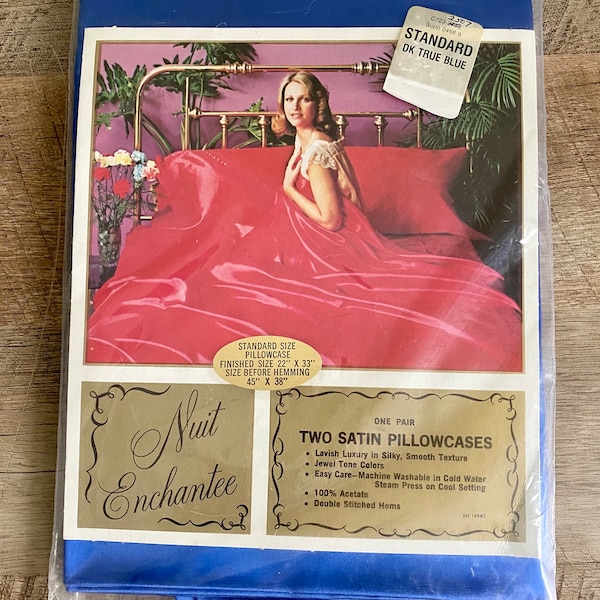 STANDARD
DK TRUE BLUE
STANDARD SIZE
PILLOWCASE
FINISHED SIZE 22" X 33"
SIZE BEFORE HEMMING
45" X 38"
Nuit
Enchantee
ONE PAIR
TWO SATIN PILLOWCASES
• Lavish Luxury in Silky, Smooth Texture
• Jewel Tone Colors
• Easy Care—Machine Washable in Cold Water
Steam Press on Cool Setting
• 100% Acetate
• Double Stitched Hems